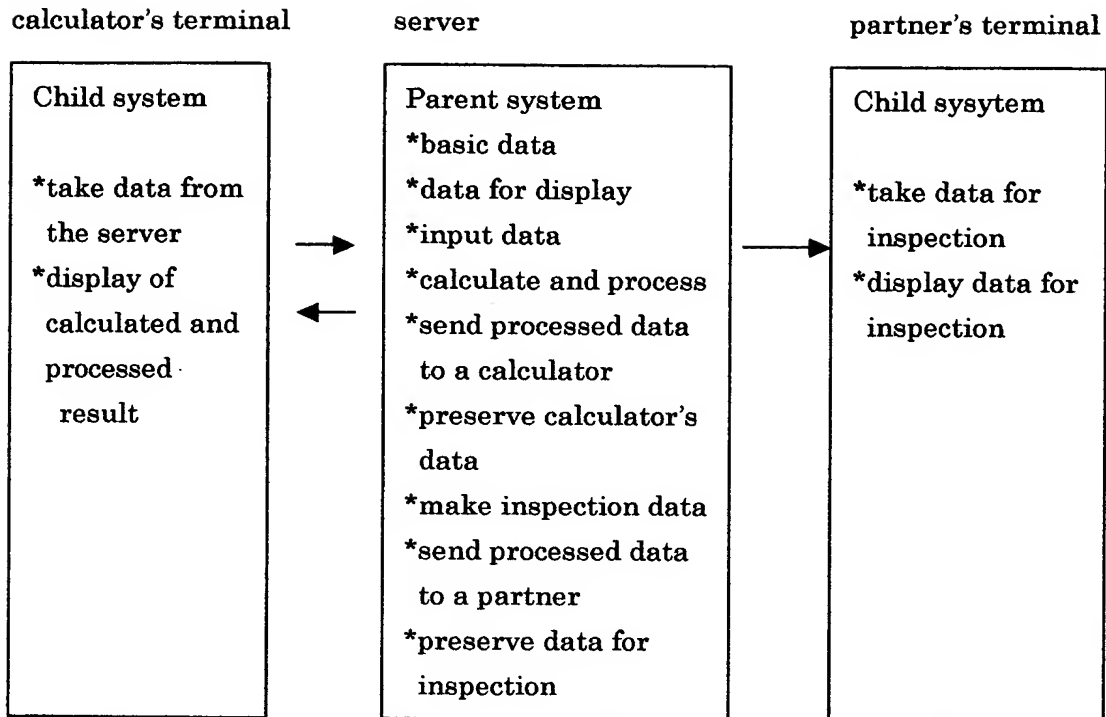 calculator's terminal
server
partner's terminal
Child system
*take data from
the server
*display of
calculated and
processed
result
Parent system
*basic data
*data for display
*input data
*calculate and process
*send processed data
to a calculator
*preserve calculator's
data
*make inspection data
*send processed data
to a partner
*preserve data for
inspection
Child sysytem
*take data for
inspection
*display data for
inspection